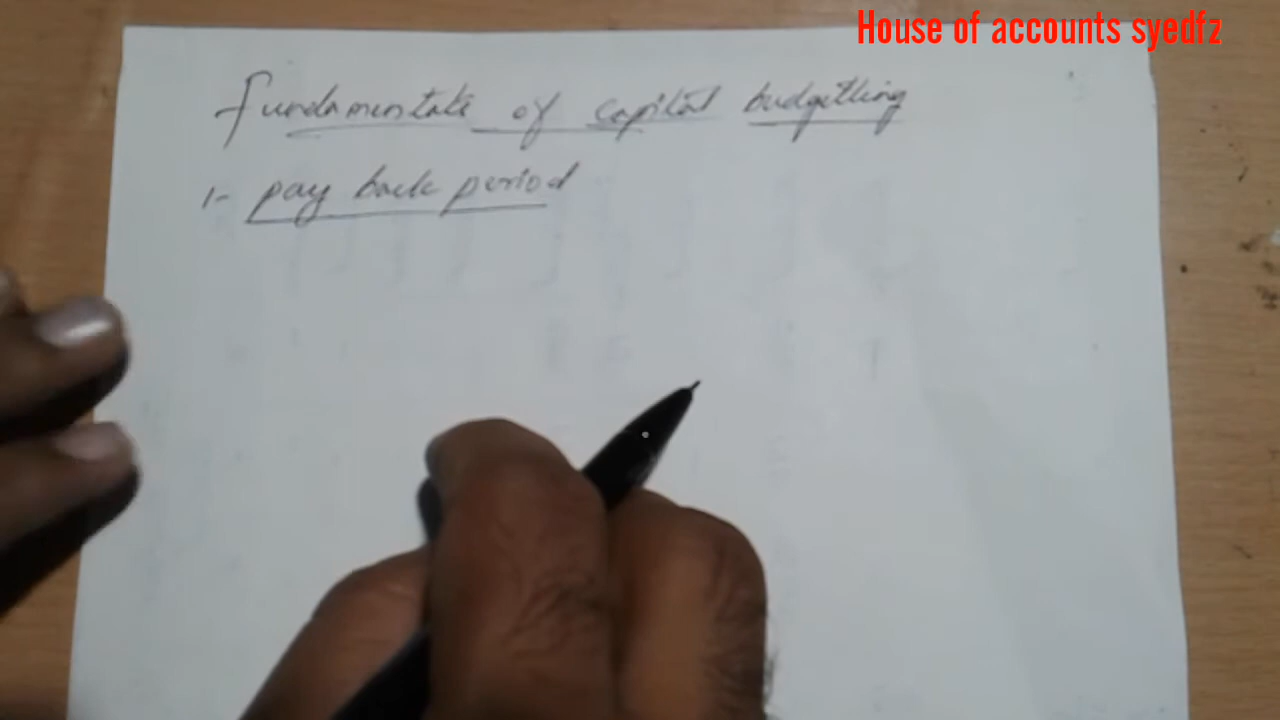 House of accounts syedfz
fundamentals of capital budgetting
1- pay back period